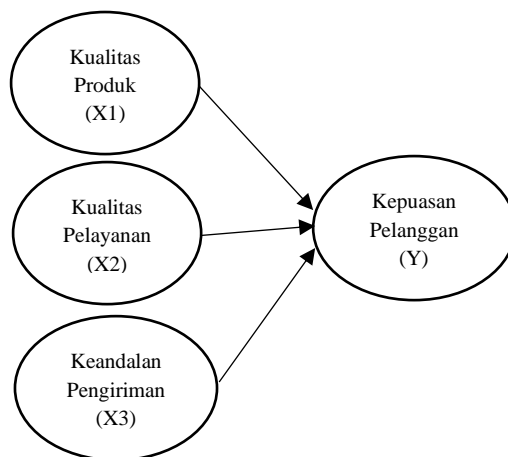 Kualitas
Produk
(X1)
Kualitas
Pelayanan
(X2)
Keandalan
Pengiriman
(X3)
Kepuasan
Pelanggan
(Y)